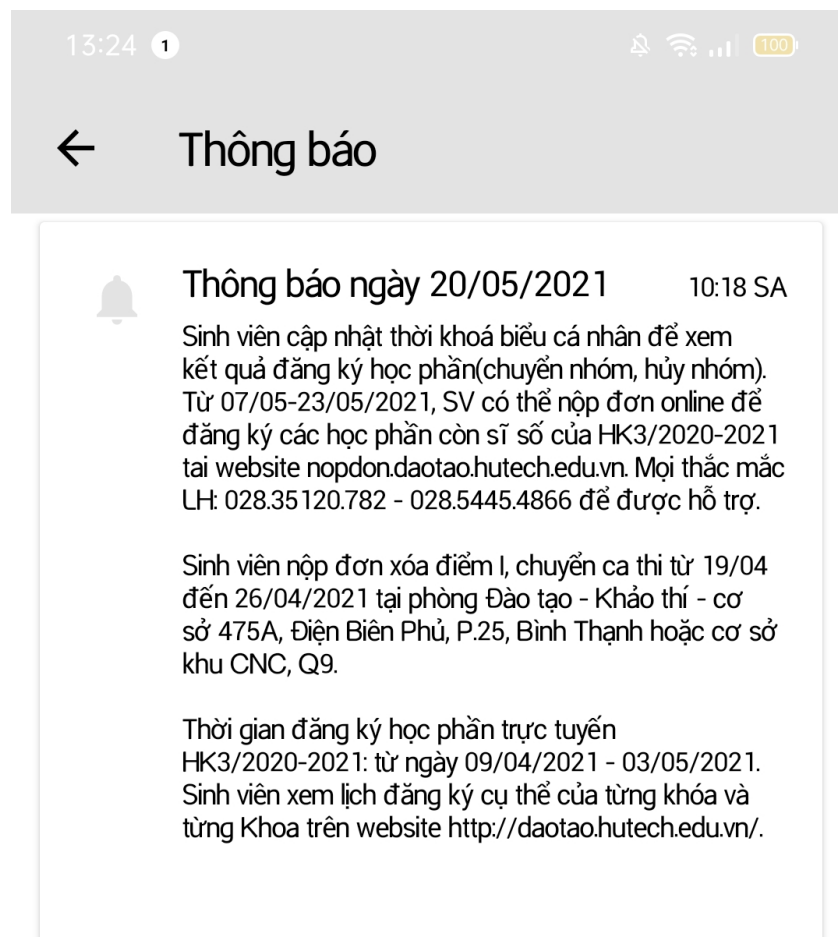 13:24 1
100
Thông báo
Thông báo ngày 20/05/2021 10:18 SA
Sinh viên cập nhật thời khoá biểu cá nhân để xem
kết quả đăng ký học phần(chuyển nhóm, hủy nhóm).
Từ 07/05-23/05/2021, SV có thể nộp đơn online để
đăng ký các học phần còn sĩ số của HK3/2020-2021
tai website nopdon.daotao.hutech.edu.vn. Mọi thắc mắc
LH: 028.35120.782 - 028.5445.4866 để được hỗ trợ.
Sinh viên nộp đơn xóa điểm I, chuyển ca thi từ 19/04
đến 26/04/2021 tại phòng Đào tạo - Khảo thí - cơ
sở 475A, Điện Biên Phủ, P.25, Bình Thạnh hoặc cơ sở
khu CNC, Q9.
Thời gian đăng ký học phần trực tuyến
HK3/2020-2021: từ ngày 09/04/2021 - 03/05/2021.
Sinh viên xem lịch đăng ký cụ thể của từng khóa và
từng Khoa trên website http://daotao.hutech.edu.vn/.